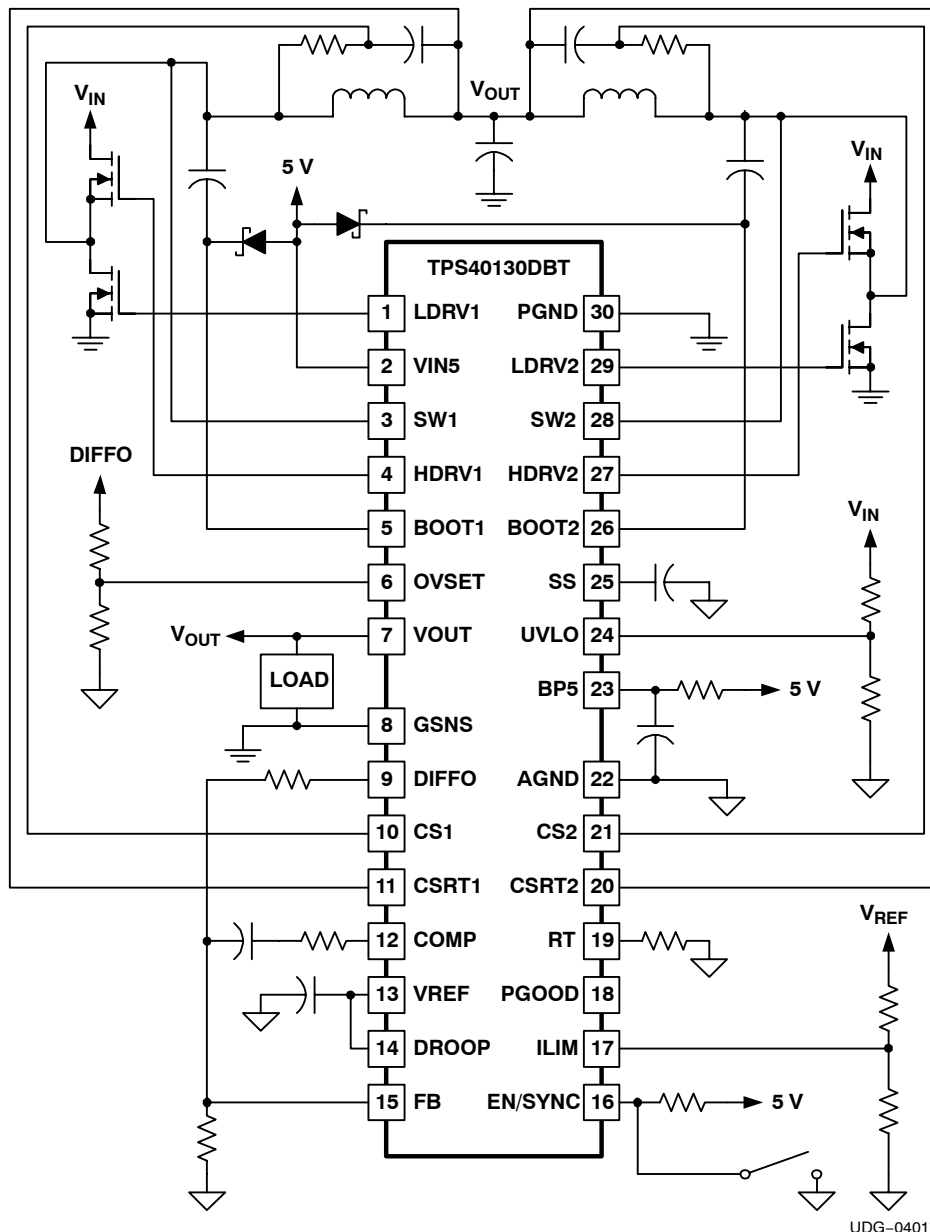 VOUT
VIN
5 V
VIN
TPS40130DBT
1 LDRV1 PGND 30
2 VIN5 LDRV2 29
3 SW1 SW2 28
DIFFO
4 HDRV1 HDRV2 27
5 BOOT1 BOOT2 26
VIN
6 OVSET SS 25
VOUT 7 VOUT UVLO 24
LOAD
BP5 23 5 V
8 GSNS
9 DIFFO AGND 22
10 CS1 CS2 21
11 CSRT1 CSRT2 20
VREF
12 COMP RT 19
13 VREF PGOOD 18
14 DROOP ILIM 17
15 FB EN/SYNC 16 5 V
UDG–0401